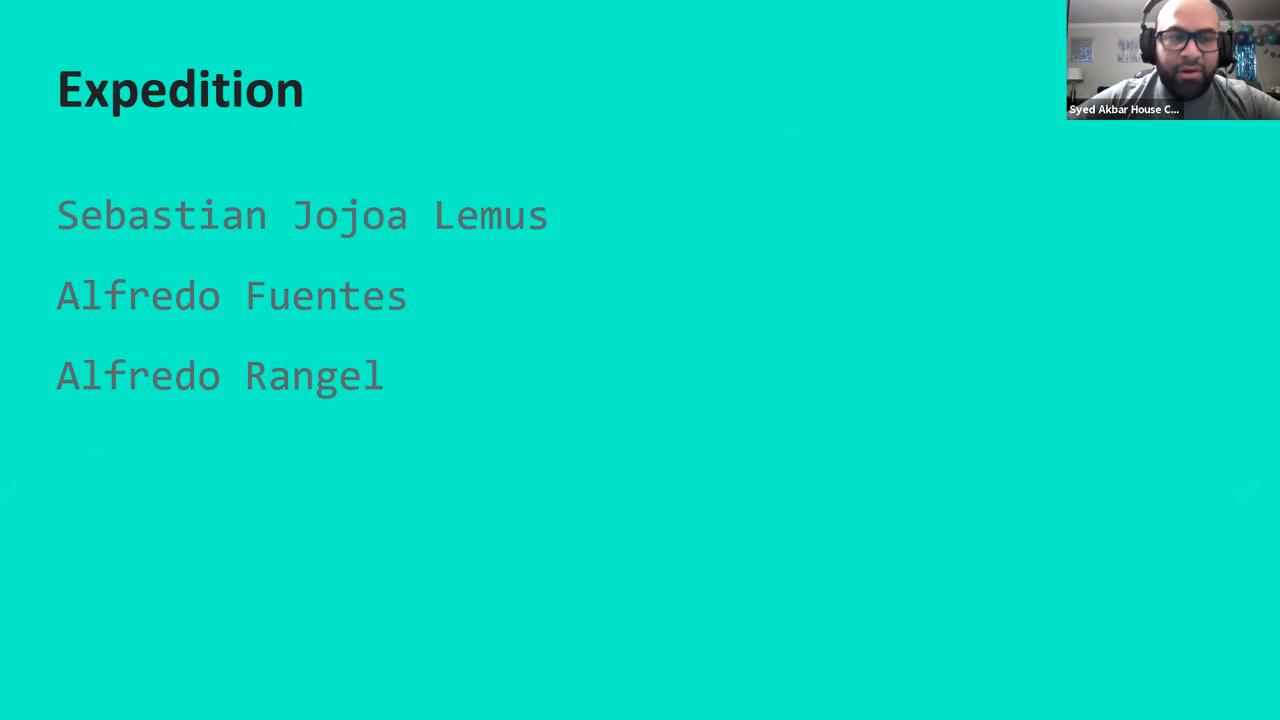 Expedition
Syed Akbar House C...
Sebastian Jojoa Lemus
Alfredo Fuentes
Alfredo Rangel